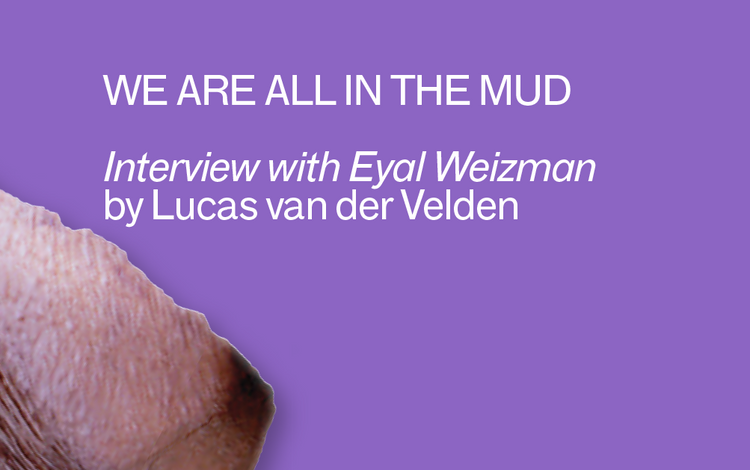 WE ARE ALL IN THE MUD
Interview with Eyal Weizman
by Lucas van der Velden